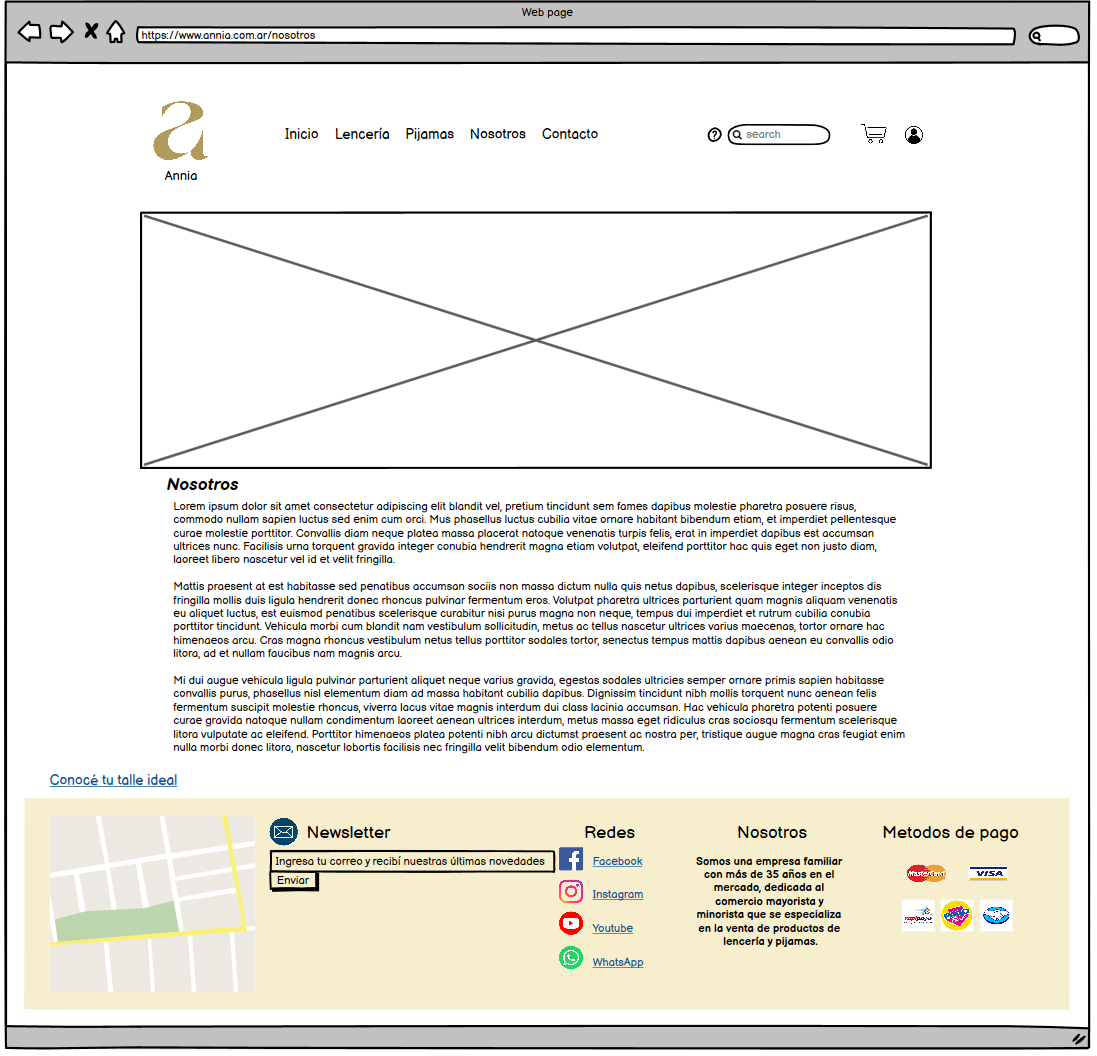 Web page
https://www.annia.com.ar/nosotros
a
Annia
Inicio Lencería Pijamas Nosotros Contacto
? search
Nosotros
Lorem ipsum dolor sit amet consectetur adipiscing elit blandit vel, pretium tincidunt sem fames dapibus molestie pharetra posuere risus,
commodo nullam sapien luctus sed enim cum orci. Mus phasellus luctus cubilia vitae ornare habitant bibendum etiam, et imperdiet pellentesque
curae molestie porttitor. Convallis diam neque platea massa placerat natoque venenatis turpis felis, erat in imperdiet dapibus est accumsan
ultrices nunc. Facilisis urna torquent gravida integer conubia hendrerit magna etiam volutpat, eleifend porttitor hac quis eget non justo diam,
laoreet libero nascetur vel id et velit fringilla.
Mattis praesent at est habitasse sed penatibus accumsan sociis non massa dictum nulla quis netus dapibus, scelerisque integer inceptos dis
fringilla mollis duis ligula hendrerit donec rhoncus pulvinar fermentum eros. Volutpat pharetra ultrices parturient quam magnis aliquam venenatis
eu aliquet luctus, est euismod penatibus scelerisque curabitur nisi purus magna non neque, tempus dui imperdiet et rutrum cubilia conubia
porttitor tincidunt. Vehicula morbi cum blandit nam vestibulum sollicitudin, metus ac tellus nascetur ultrices varius maecenas, tortor ornare hac
himenaeos arcu. Cras magna rhoncus vestibulum netus tellus porttitor sodales tortor, senectus tempus mattis dapibus aenean eu convallis odio
litora, ad et nullam faucibus nam magnis arcu.
Mi dui augue vehicula ligula pulvinar parturient aliquet neque varius gravida, egestas sodales ultricies semper ornare primis sapien habitasse
convallis purus, phasellus nisl elementum diam ad massa habitant cubilia dapibus. Dignissim tincidunt nibh mollis torquent nunc aenean felis
fermentum suscipit molestie rhoncus, viverra lacus vitae magnis interdum dui class lacinia accumsan. Hac vehicula pharetra potenti posuere
curae gravida natoque nullam condimentum laoreet aenean ultrices interdum, metus massa eget ridiculus cras sociosqu fermentum scelerisque
litora vulputate ac eleifend. Porttitor himenaeos platea potenti nibh arcu dictumst praesent ac nostra per, tristique augue magna cras feugiat enim
nulla morbi donec litora, nascetur lobortis facilisis nec fringilla velit bibendum odio elementum.
Conocé tu talle ideal
Newsletter
Ingresa tu correo y recibí nuestras últimas novedades
Enviar
Redes
Facebook
Instagram
Youtube
WhatsApp
Nosotros
Somos una empresa familiar
con más de 35 años en el
mercado, dedicada al
comercio mayorista y
minorista que se especializa
en la venta de productos de
lencería y pijamas.
Metodos de pago
MasterCard VISA
rapipago